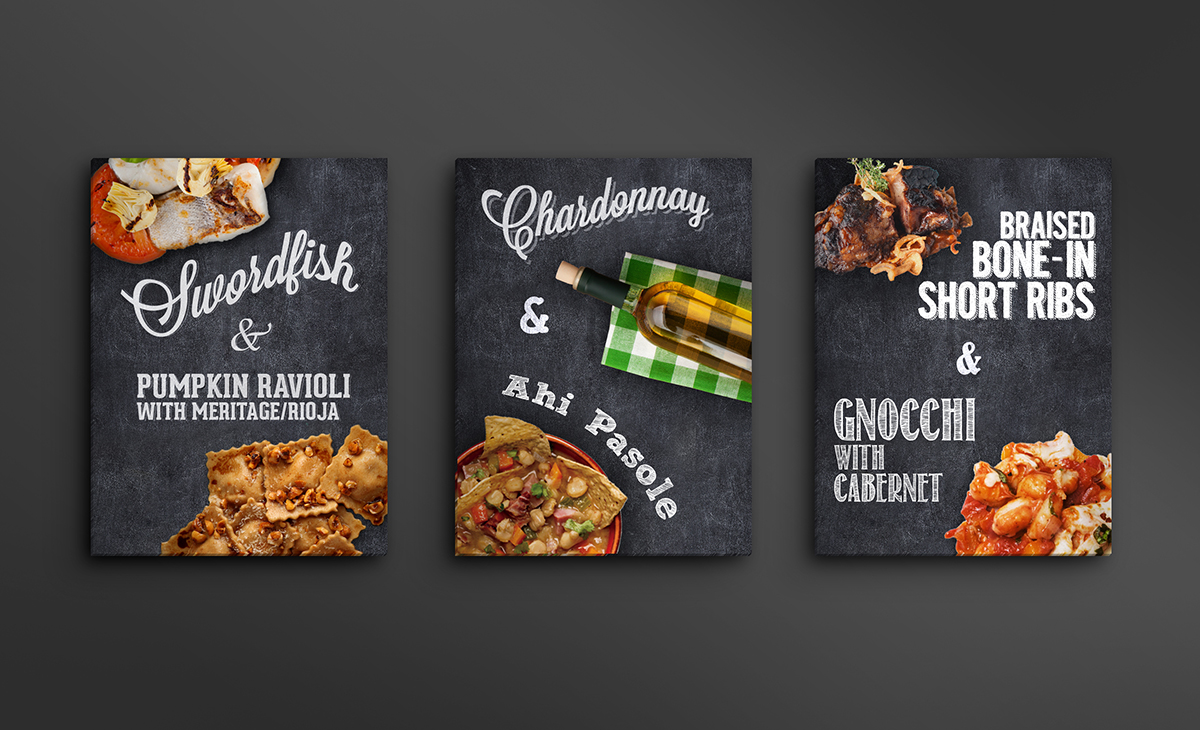 Swordfish
&
PUMPKIN RAVIOLI
WITH MERITAGE/RIOJA
Chardonnay
&
Ahi Pasole
BRAISED
BONE-IN
SHORT RIBS
&
GNOCCHI
WITH
CABERNET